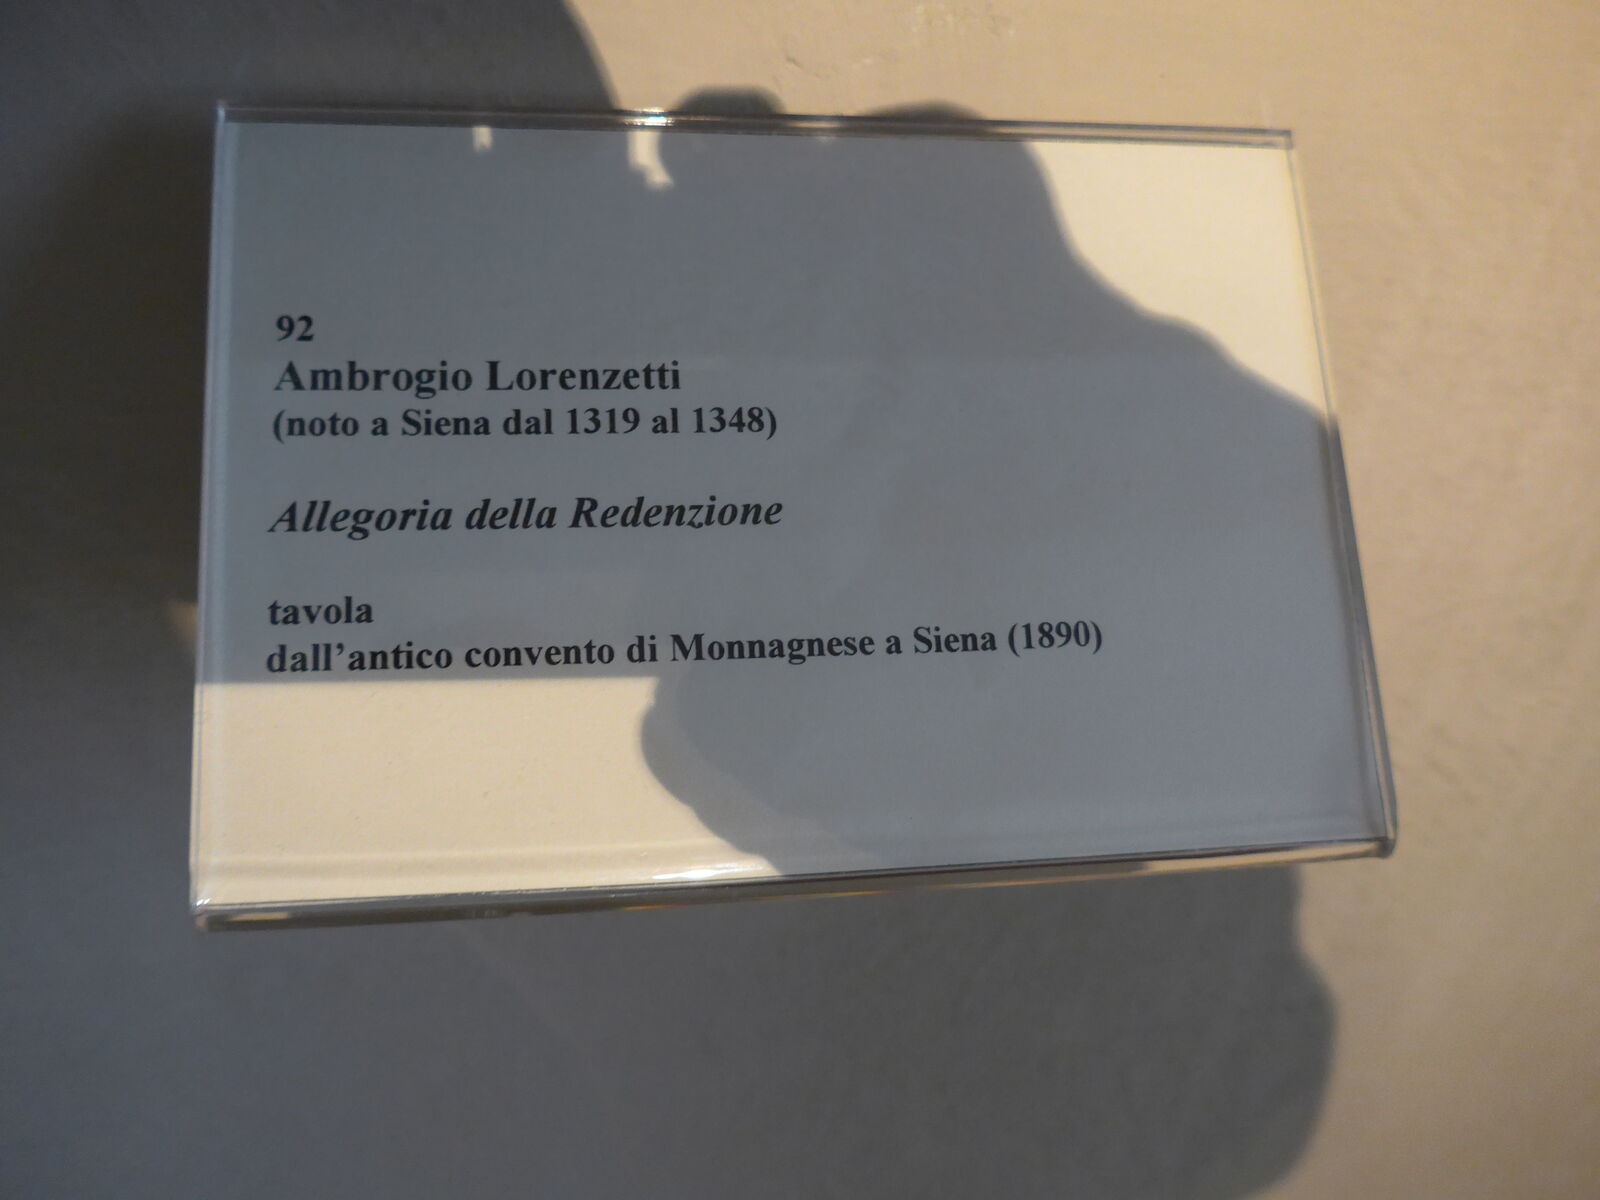 92
Ambrogio Lorenzetti
(noto a Siena dal 1319 al 1348)
Allegoria della Redenzione
tavola
dall’antico convento di Monnagnese a Siena (1890)